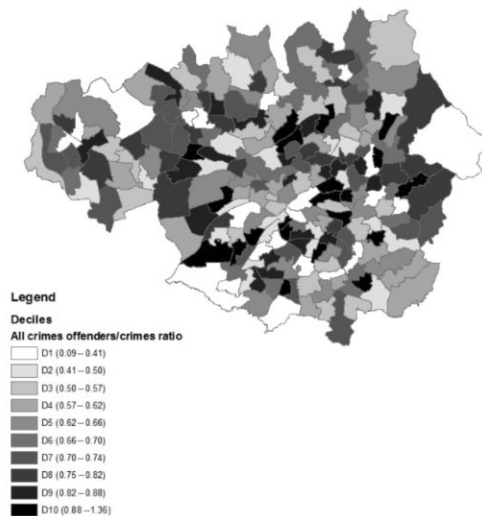 Legend
Deciles
All crimes offenders/crimes ratio
D1 (0.09—0.41)
D2 (0.41—0.50)
D3 (0.50—0.57)
D4 (0.57—0.62)
D5 (0.62—0.66)
D6 (0.66—0.70)
D7 (0.70—0.74)
D8 (0.75—0.82)
D9 (0.82—0.88)
D10 (0.88—1.36)